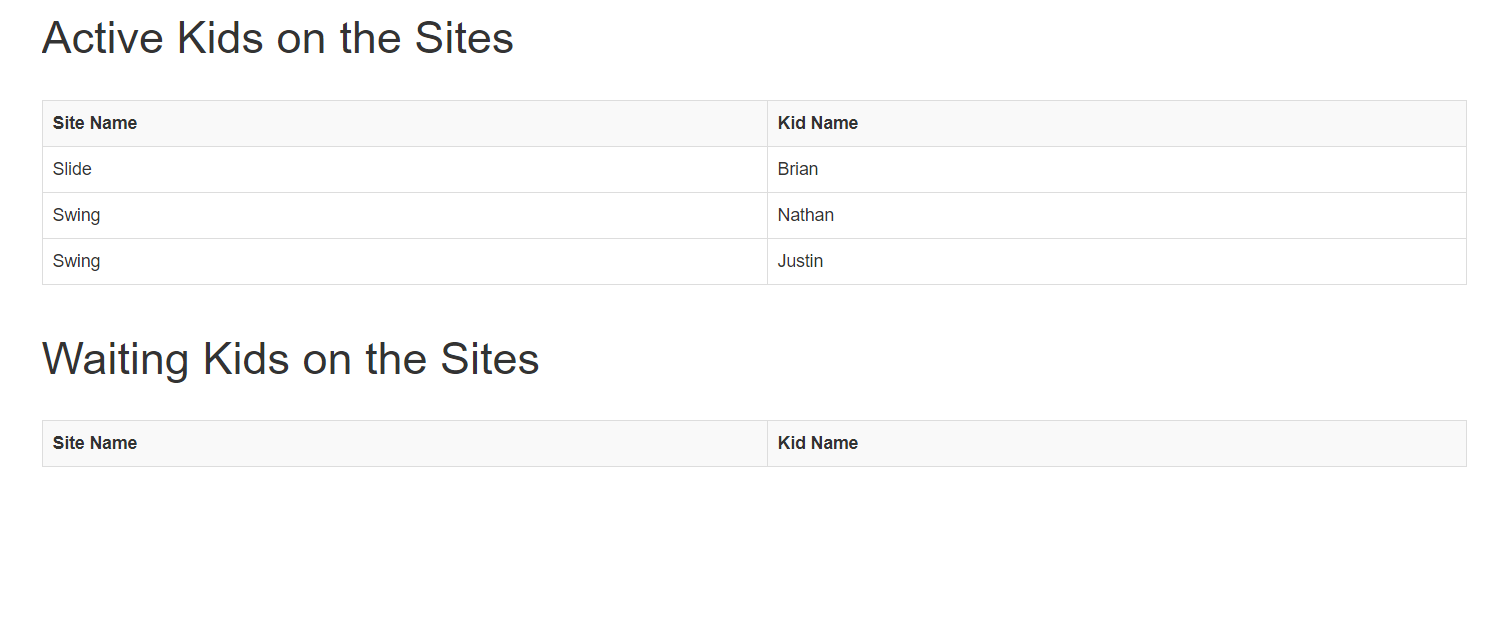 Active Kids on the Sites
Site Name Kid Name
Slide Brian
Swing Nathan
Swing Justin
Waiting Kids on the Sites
Site Name Kid Name